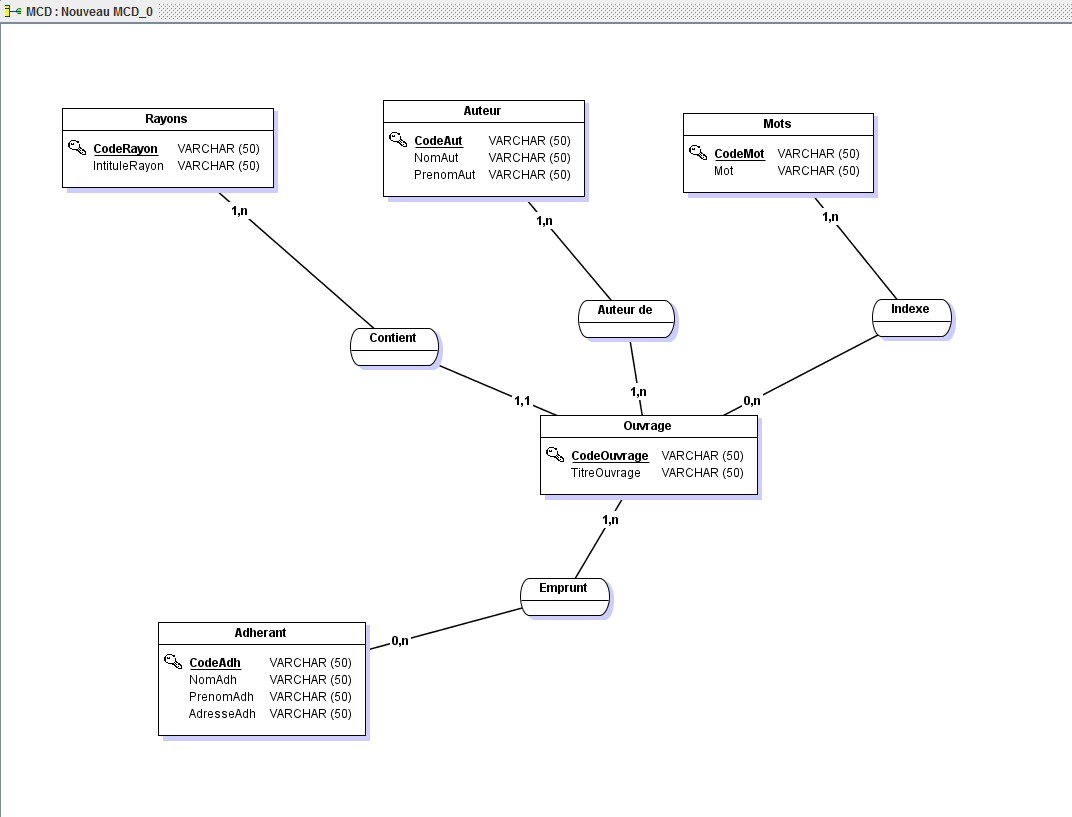 MCD : Nouveau MCD_0
Rayons
CodeRayon VARCHAR (50)
IntituleRayon VARCHAR (50)
Auteur
CodeAut VARCHAR (50)
NomAut VARCHAR (50)
PrenomAut VARCHAR (50)
Mots
CodeMot VARCHAR (50)
Mot VARCHAR (50)
1,n
1,n
1,n
Contient
Auteur de
Indexe
1,1
1,n
0,n
Ouvrage
CodeOuvrage VARCHAR (50)
TitreOuvrage VARCHAR (50)
1,n
Emprunt
0,n
Adherant
CodeAdh VARCHAR (50)
NomAdh VARCHAR (50)
PrenomAdh VARCHAR (50)
AdresseAdh VARCHAR (50)